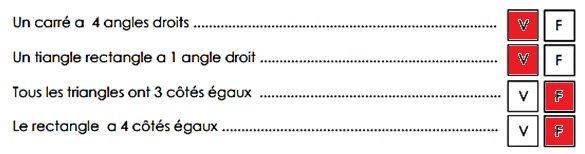 Un carré a 4 angles droits ........................................................................ V F
Un tiangle rectangle a 1 angle droit ......................................................... V F
Tous les triangles ont 3 côtés égaux ......................................................... V F
Le rectangle a 4 côtés égaux .................................................................. V F